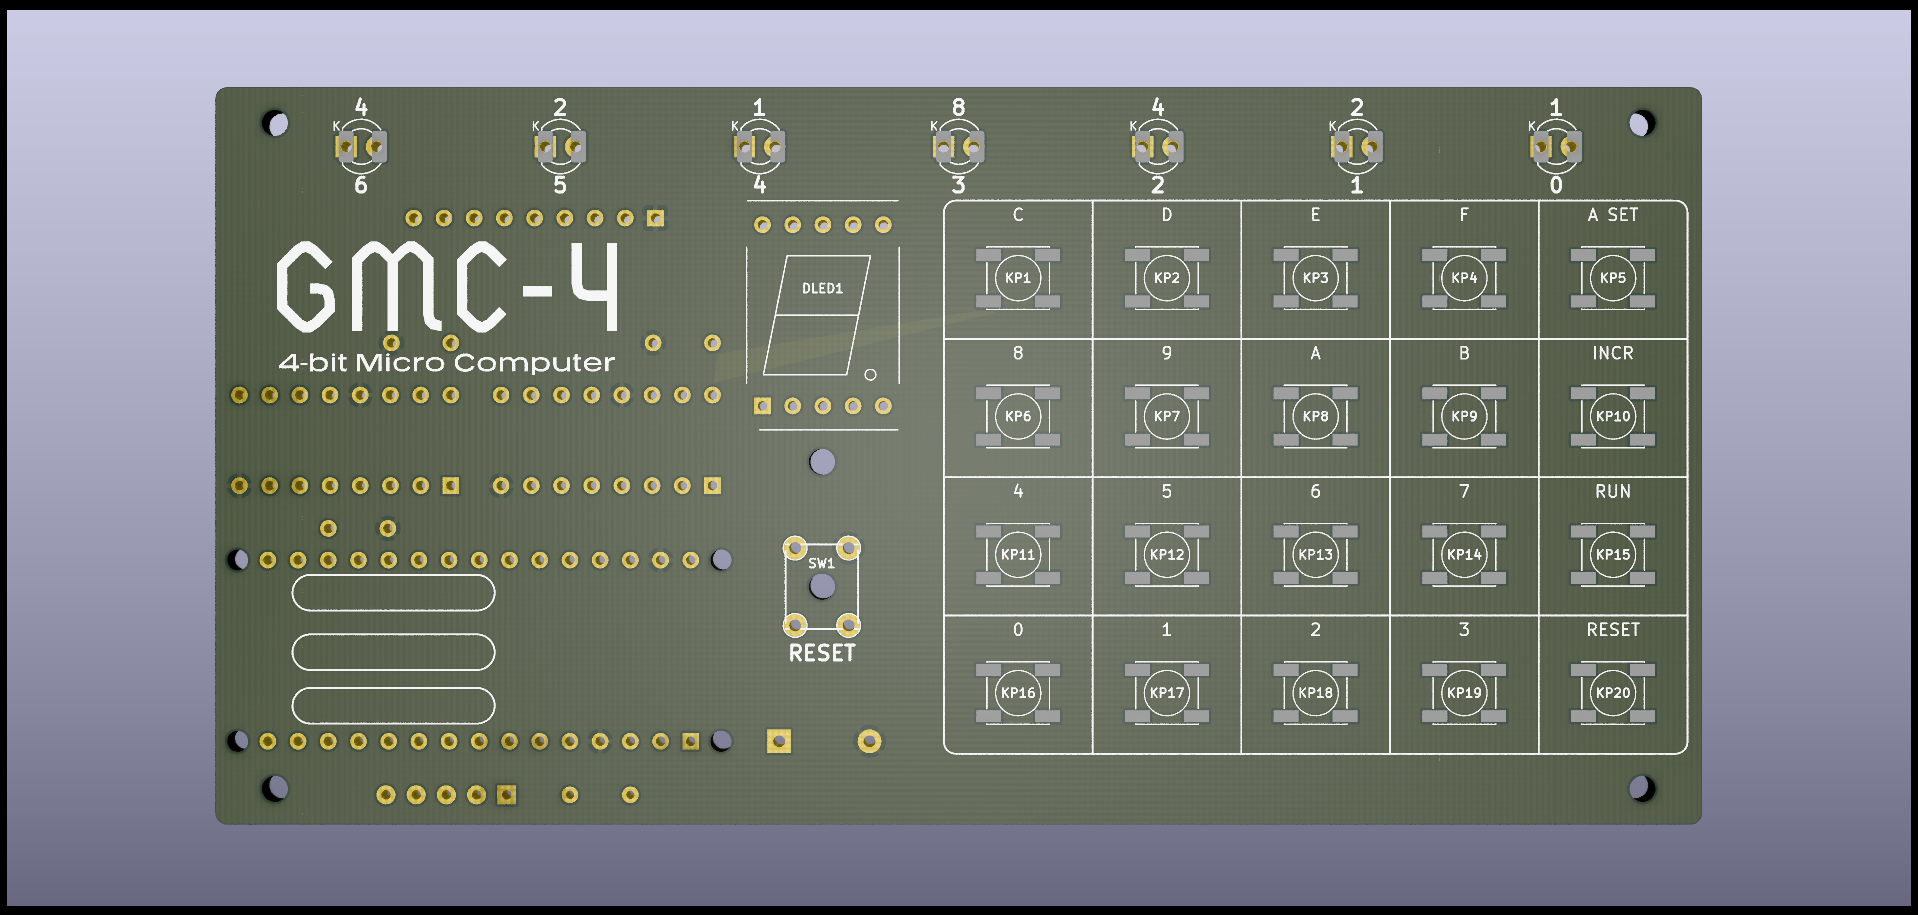 4 2 1 8 4 2 1
K K K K K K K
6 5 4 3 2 1 0
GMC-4
4-bit Micro Computer
DLED1
SW1
RESET
C D E F A SET
KP1 KP2 KP3 KP4 KP5
8 9 A B INCR
KP6 KP7 KP8 KP9 KP10
4 5 6 7 RUN
KP11 KP12 KP13 KP14 KP15
0 1 2 3 RESET
KP16 KP17 KP18 KP19 KP20